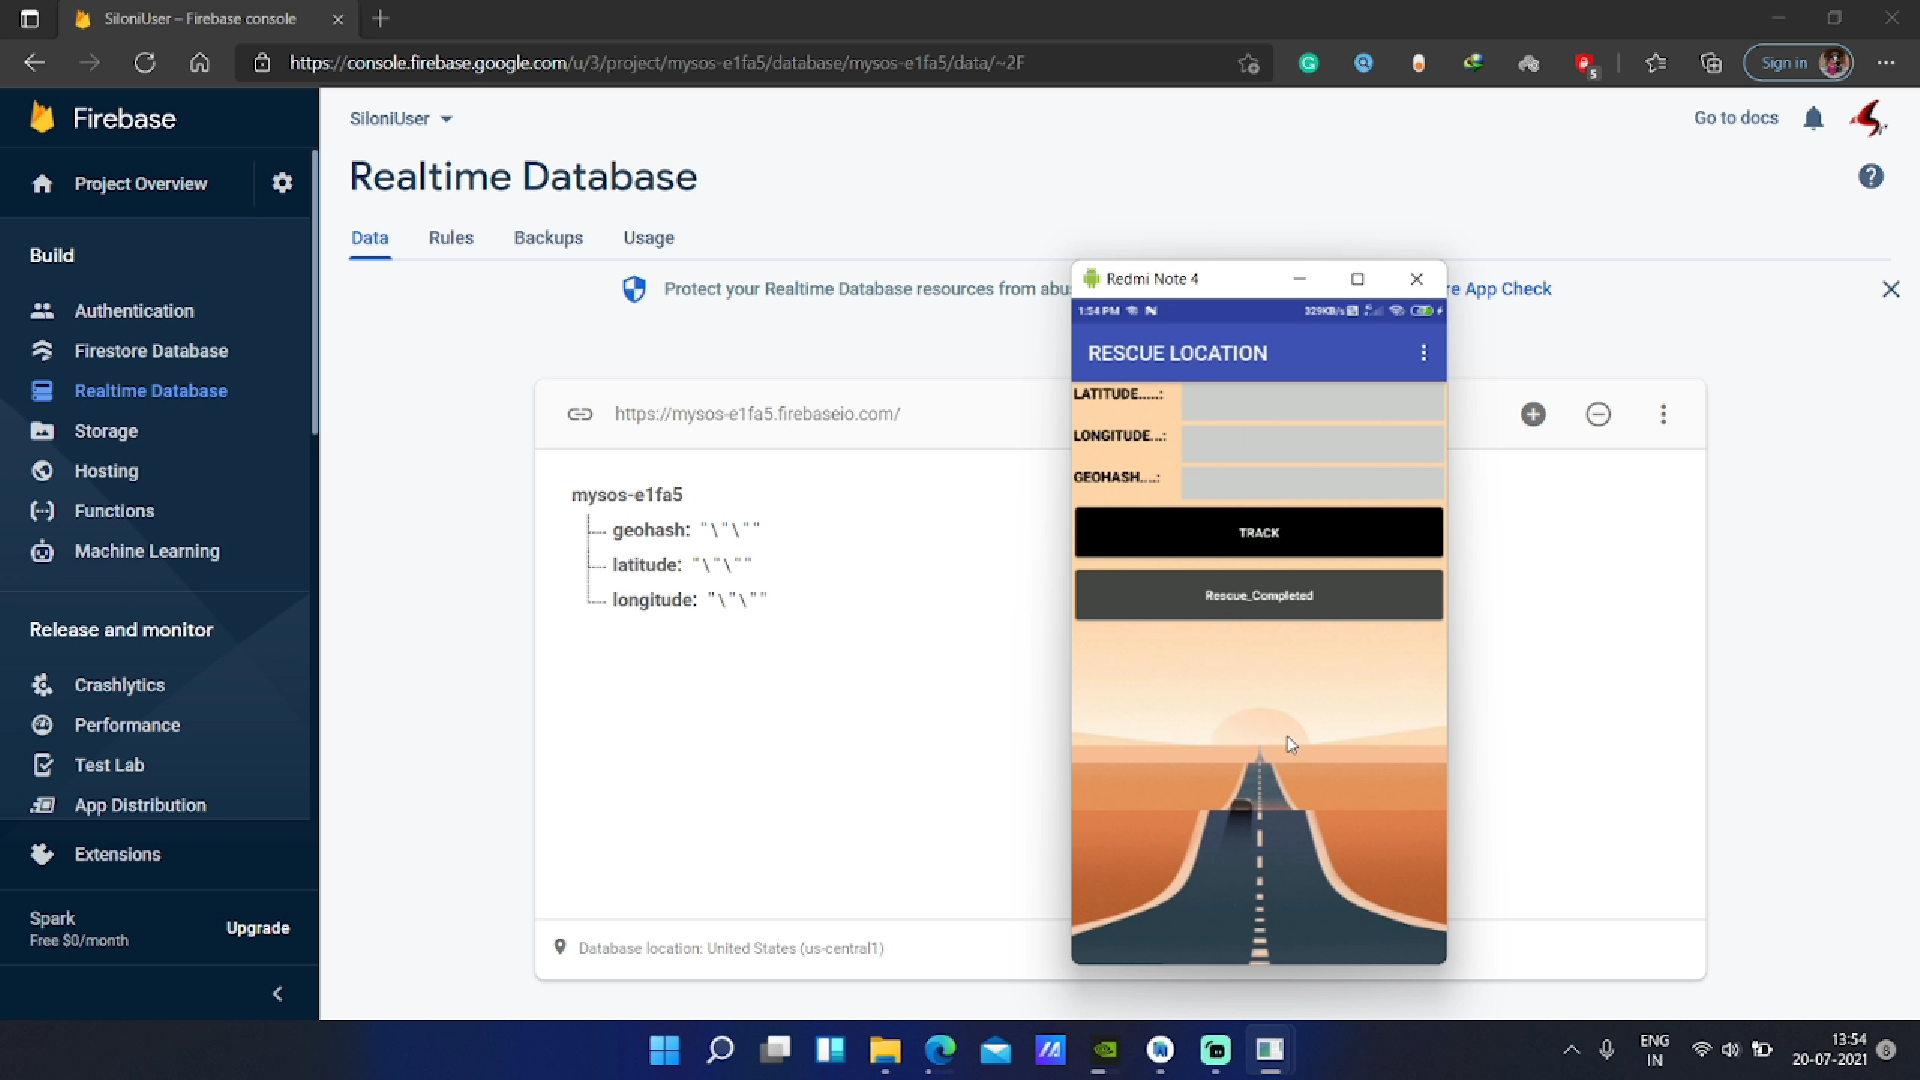 SiloniUser – Firebase console
https://console.firebase.google.com/u/3/project/mysos-e1fa5/database/mysos-e1fa5/data/~2F
5
Sign in
Firebase
SiloniUser
Go to docs
Project Overview
Realtime Database
Build
Data
Rules
Backups
Usage
Authentication
Firestore Database
Realtime Database
Storage
Hosting
Functions
Machine Learning
Release and monitor
Crashlytics
Performance
Test Lab
App Distribution
Extensions
Spark
Free $0/month
Upgrade
Protect your Realtime Database resources from abu
re App Check
https://mysos-e1fa5.firebaseio.com/
mysos-e1fa5
geohash: "\"\""
latitude: "\"\""
longitude: "\"\""
Database location: United States (us-central1)
Redmi Note 4
1:54 PM
329KB/s
RESCUE LOCATION
LATITUDE.....:
LONGITUDE...:
GEOHASH....:
TRACK
Rescue_Completed
ENG
IN
13:54
20-07-2021
8